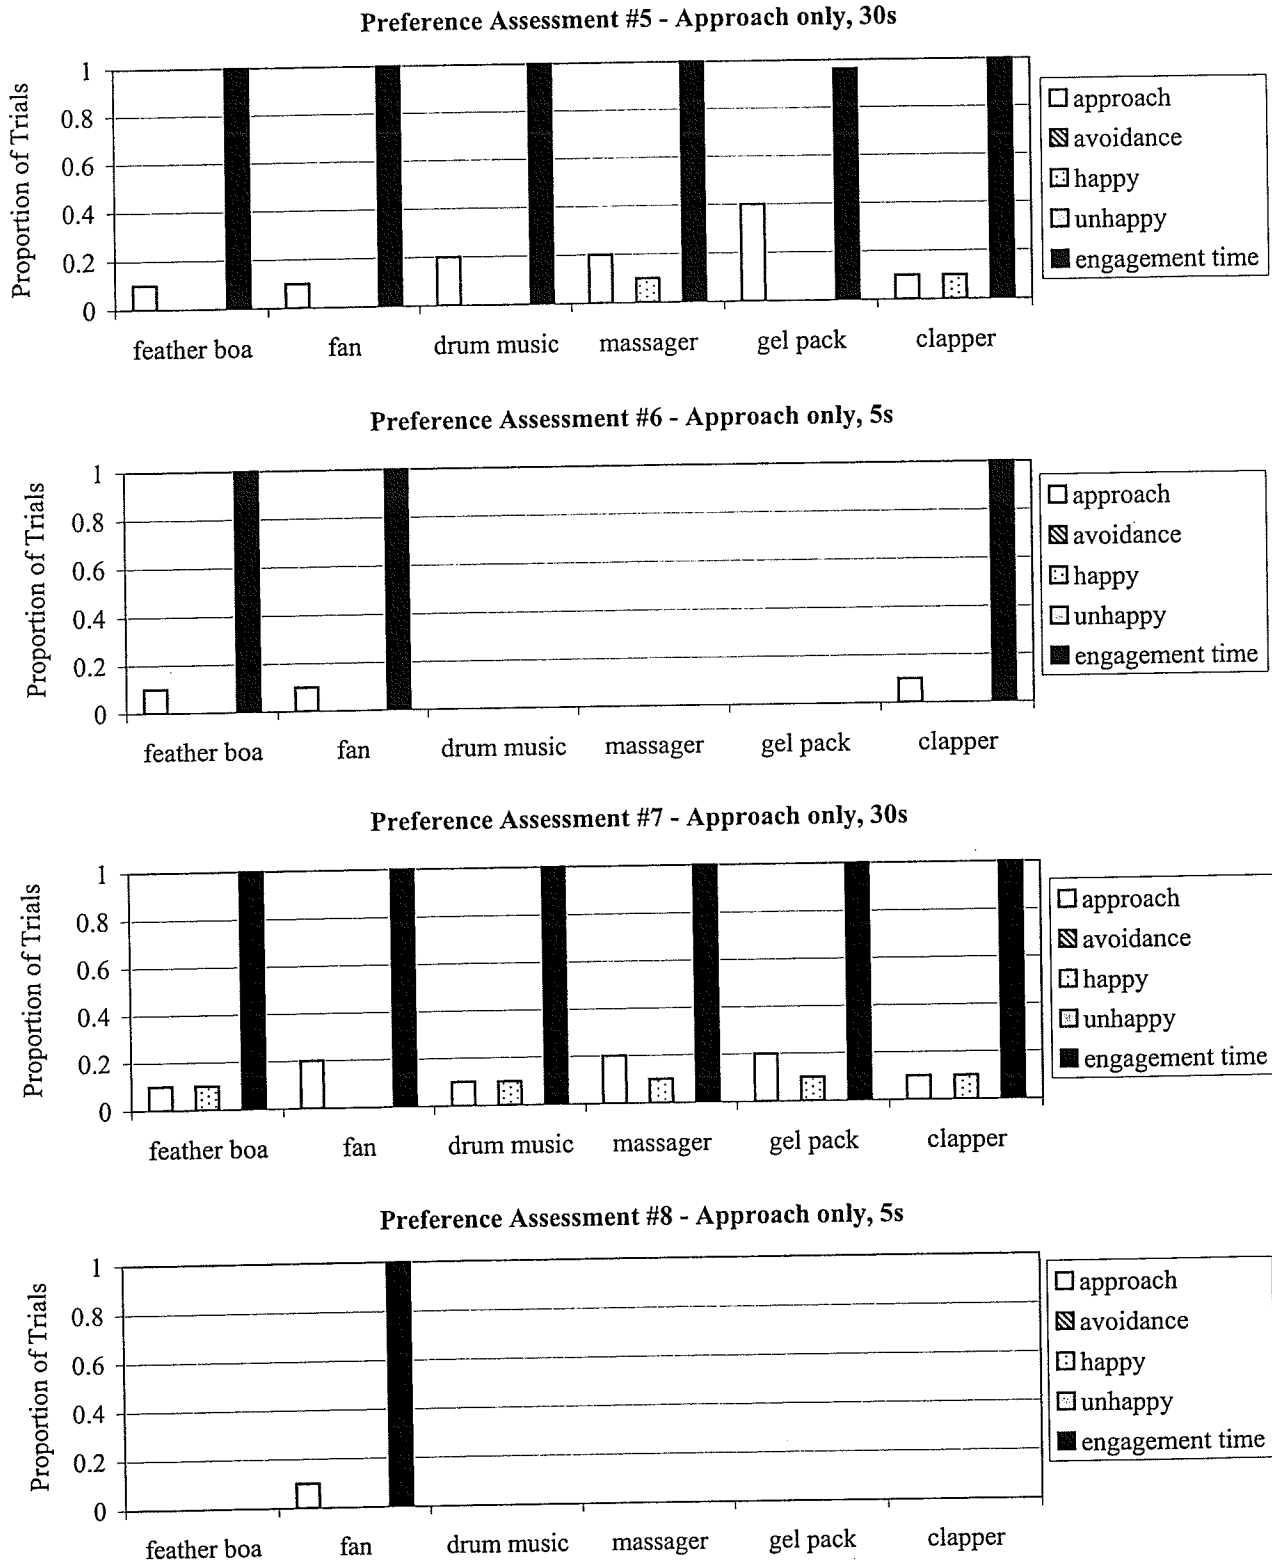 Preference Assessment #5 - Approach only, 30s
Proportion of Trials
1
0.8
0.6
0.4
0.2
0
feather boa fan drum music massager gel pack clapper
approach
avoidance
happy
unhappy
engagement time
Preference Assessment #6 - Approach only, 5s
Proportion of Trials
1
0.8
0.6
0.4
0.2
0
feather boa fan drum music massager gel pack clapper
approach
avoidance
happy
unhappy
engagement time
Preference Assessment #7 - Approach only, 30s
Proportion of Trials
1
0.8
0.6
0.4
0.2
0
feather boa fan drum music massager gel pack clapper
approach
avoidance
happy
unhappy
engagement time
Preference Assessment #8 - Approach only, 5s
Proportion of Trials
1
0.8
0.6
0.4
0.2
0
feather boa fan drum music massager gel pack clapper
approach
avoidance
happy
unhappy
engagement time